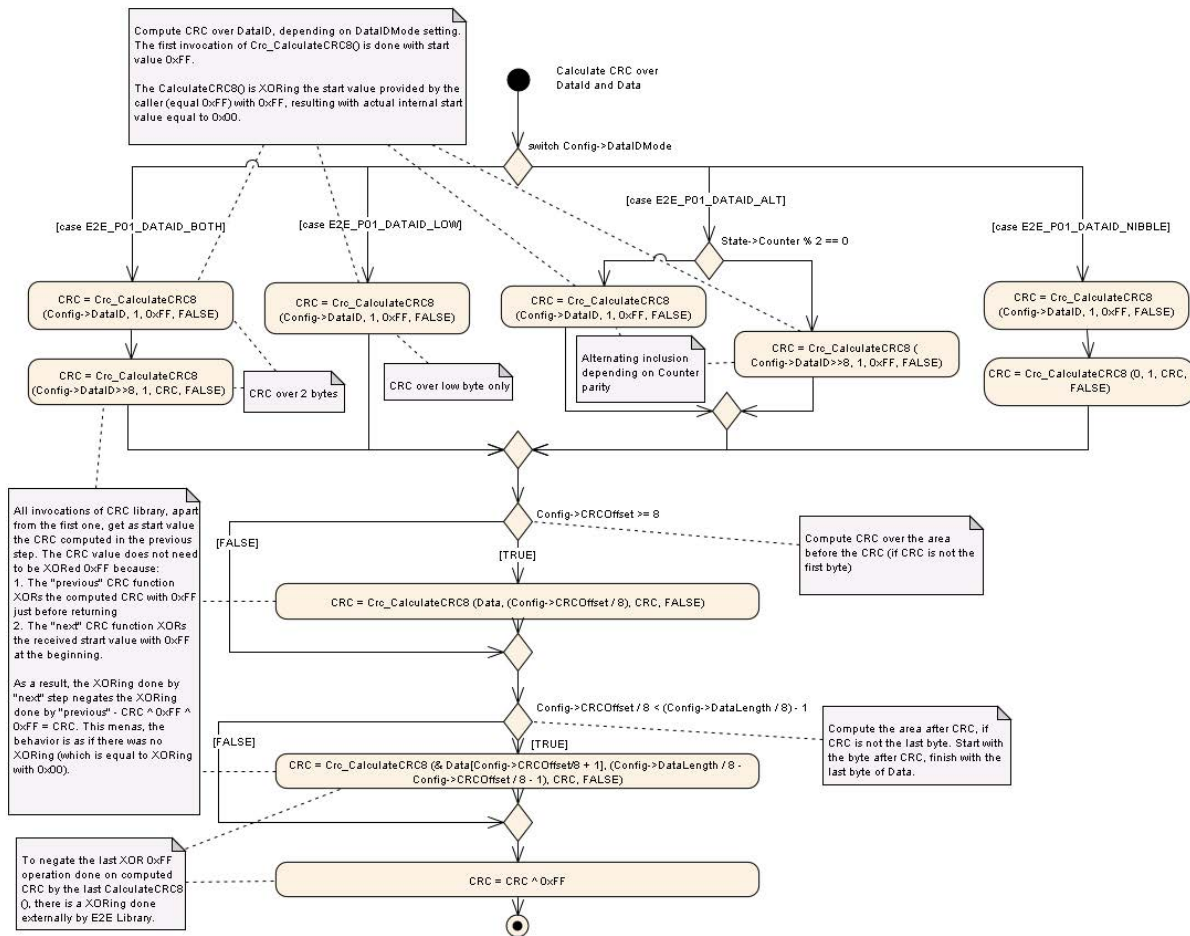 Compute CRC over DataID, depending on DataIDMode setting.
The first invocation of Crc_CalculateCRC8() is done with start
value 0xFF.
The CalculateCRC8() is XORing the start value provided by the
caller (equal 0xFF) with 0xFF, resulting with actual internal start
value equal to 0x00.
Calculate CRC over
DataId and Data
switch Config->DataIDMode
[case E2E_P01_DATAID_BOTH]
[case E2E_P01_DATAID_LOW]
[case E2E_P01_DATAID_ALT]
[case E2E_P01_DATAID_NIBBLE]
State->Counter % 2 == 0
CRC = Crc_CalculateCRC8
(Config->DataID, 1, 0xFF, FALSE)
CRC = Crc_CalculateCRC8
(Config->DataID, 1, 0xFF, FALSE)
CRC = Crc_CalculateCRC8
(Config->DataID, 1, 0xFF, FALSE)
CRC = Crc_CalculateCRC8
(Config->DataID, 1, 0xFF, FALSE)
CRC = Crc_CalculateCRC8
(Config->DataID>>8, 1, CRC, FALSE)
CRC over 2 bytes
CRC over low byte only
Alternating inclusion
depending on Counter
parity
CRC = Crc_CalculateCRC8 (
Config->DataID>>8, 1, 0xFF, FALSE)
CRC = Crc_CalculateCRC8 (0, 1, CRC,
FALSE)
All invocations of CRC library, apart
from the first one, get as start value
the CRC computed in the previous
step. The CRC value does not need
to be XORed 0xFF because:
1. The "previous" CRC function
XORs the computed CRC with 0xFF
just before returning
2. The "next" CRC function XORs
the received start value with 0xFF
at the beginning.
As a result, the XORing done by
"next" step negates the XORing
done by "previous" - CRC ^ 0xFF ^
0xFF = CRC. This menas, the
behavior is as if there was no
XORing (which is equal to XORing
with 0x00).
Config->CRCOffset >= 8
[FALSE]
[TRUE]
Compute CRC over the area
before the CRC (if CRC is not the
first byte)
CRC = Crc_CalculateCRC8 (Data, (Config->CRCOffset / 8), CRC, FALSE)
Config->CRCOffset / 8 < (Config->DataLength / 8) - 1
[FALSE]
[TRUE]
Compute the area after CRC, if
CRC is not the last byte. Start with
the byte after CRC, finish with the
last byte of Data.
CRC = Crc_CalculateCRC8 (& Data[Config->CRCOffset/8 + 1], (Config->DataLength / 8 -
Config->CRCOffset / 8 - 1), CRC, FALSE)
To negate the last XOR 0xFF
operation done on computed
CRC by the last CalculateCRC8
(), there is a XORing done
externally by E2E Library.
CRC = CRC ^ 0xFF